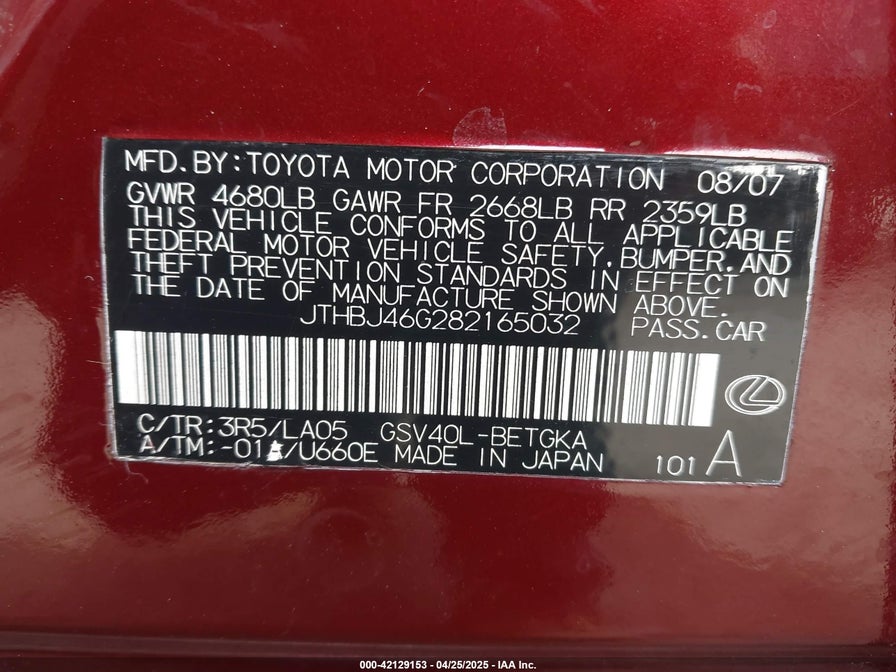 MFD.BY:TOYOTA MOTOR CORPORATION 08/07
GVWR 4680LB GAWR FR 2668LB RR 2359LB
THIS VEHICLE CONFORMS TO ALL APPLICABLE
FEDERAL MOTOR VEHICLE SAFETY,BUMPER,AND
THEFT PREVENTION STANDARDS IN EFFECT ON
THE DATE OF MANUFACTURE SHOWN ABOVE.
JTHBJ46G282165032 PASS.CAR
C/TR:3R5/LA05 GSV40L-BETGKA
A/TM:-01A/U660E MADE IN JAPAN 101 A
000-42129153 - 04/25/2025 - IAA Inc.